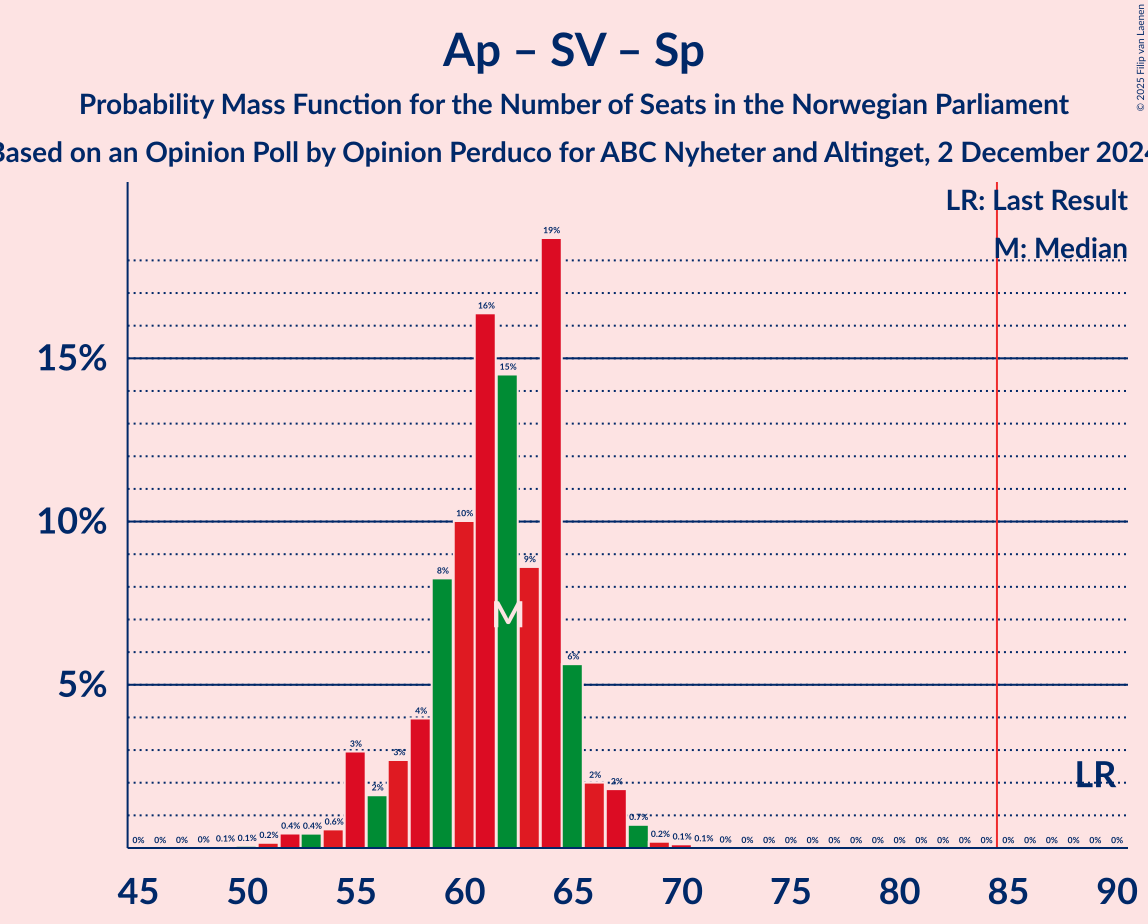 Ap – SV – Sp
Probability Mass Function for the Number of Seats in the Norwegian Parliament
Based on an Opinion Poll by Opinion Perduco for ABC Nyheter and Altinget, 2 December 2024
© 2025 Filip van Laenen
LR: Last Result
M: Median
15%
10%
5%
0% 0% 0% 0% 0.1% 0.1% 0.2% 0.4% 0.4% 0.6% 3% 2% 3% 4% 8% 10% 16% 15% 9% 19% 6% 2% 2% 0.7% 0.2% 0.1% 0.1% 0% 0% 0% 0% 0% 0% 0% 0% 0% 0% 0% 0% 0% 0% 0% 0% 0% 0% 0%
M
LR
45 50 55 60 65 70 75 80 85 90